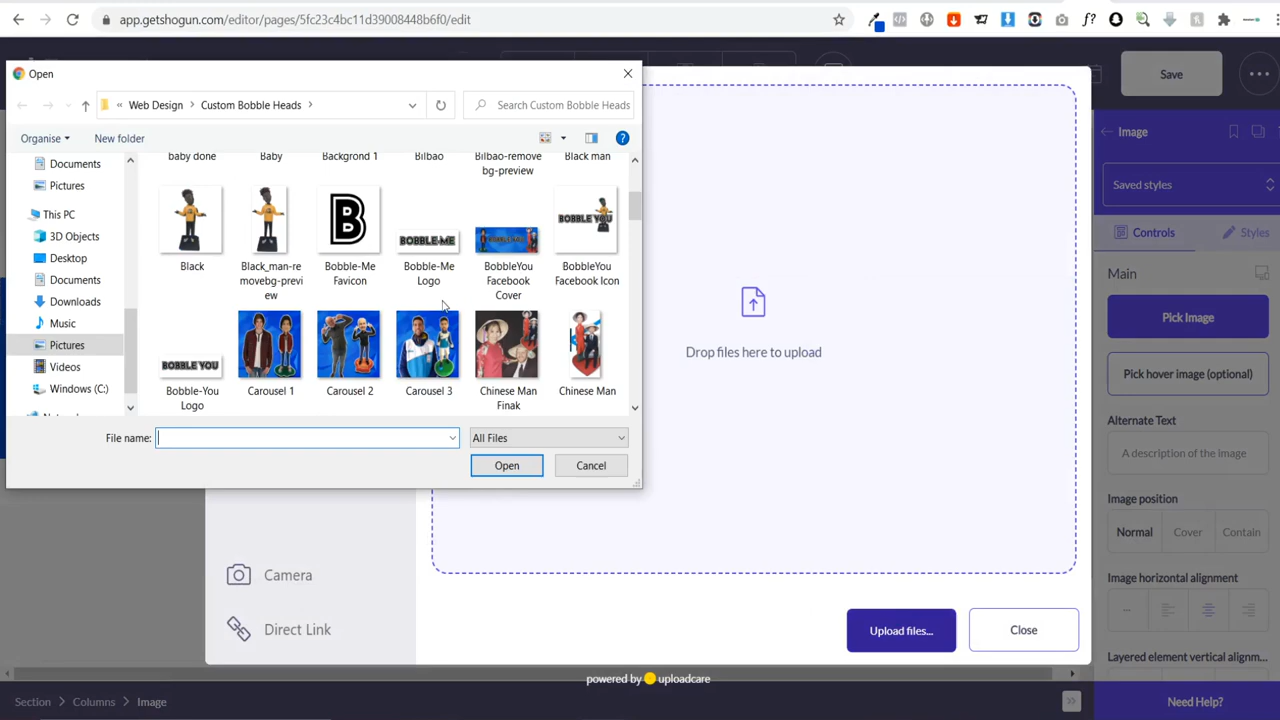 app.getshogun.com/editor/pages/5fc23c4bc11d39008448b6f0/edit
f?
Open
Save
« Web Design > Custom Bobble Heads >
Search Custom Bobble Heads
Organise
New folder
Image
Documents
Pictures
This PC
3D Objects
Desktop
Documents
Downloads
Music
Pictures
Videos
Windows (C:)
baby done
Baby
Backgrond 1
Bilbao
Bilbao-remove
bg-preview
Black man
B
BOBBLE-ME
BOBBLE YOU
Black
Black_man-re
movebg-previ
ew
Bobble-Me
Favicon
Bobble-Me
Logo
BobbleYou
Facebook
Cover
BobbleYou
Facebook Icon
BOBBLE YOU
Bobble-You
Logo
Carousel 1
Carousel 2
Carousel 3
Chinese Man
Finak
Chinese Man
File name:
All Files
Open
Cancel
Drop files here to upload
Camera
Direct Link
Upload files...
Close
powered by uploadcare
Saved styles
Controls
Styles
Main
Pick Image
Pick hover image (optional)
Alternate Text
A description of the image
Image position
Normal
Cover
Contain
Image horizontal alignment
Layered element vertical alignm...
Section > Columns > Image
Need Help?